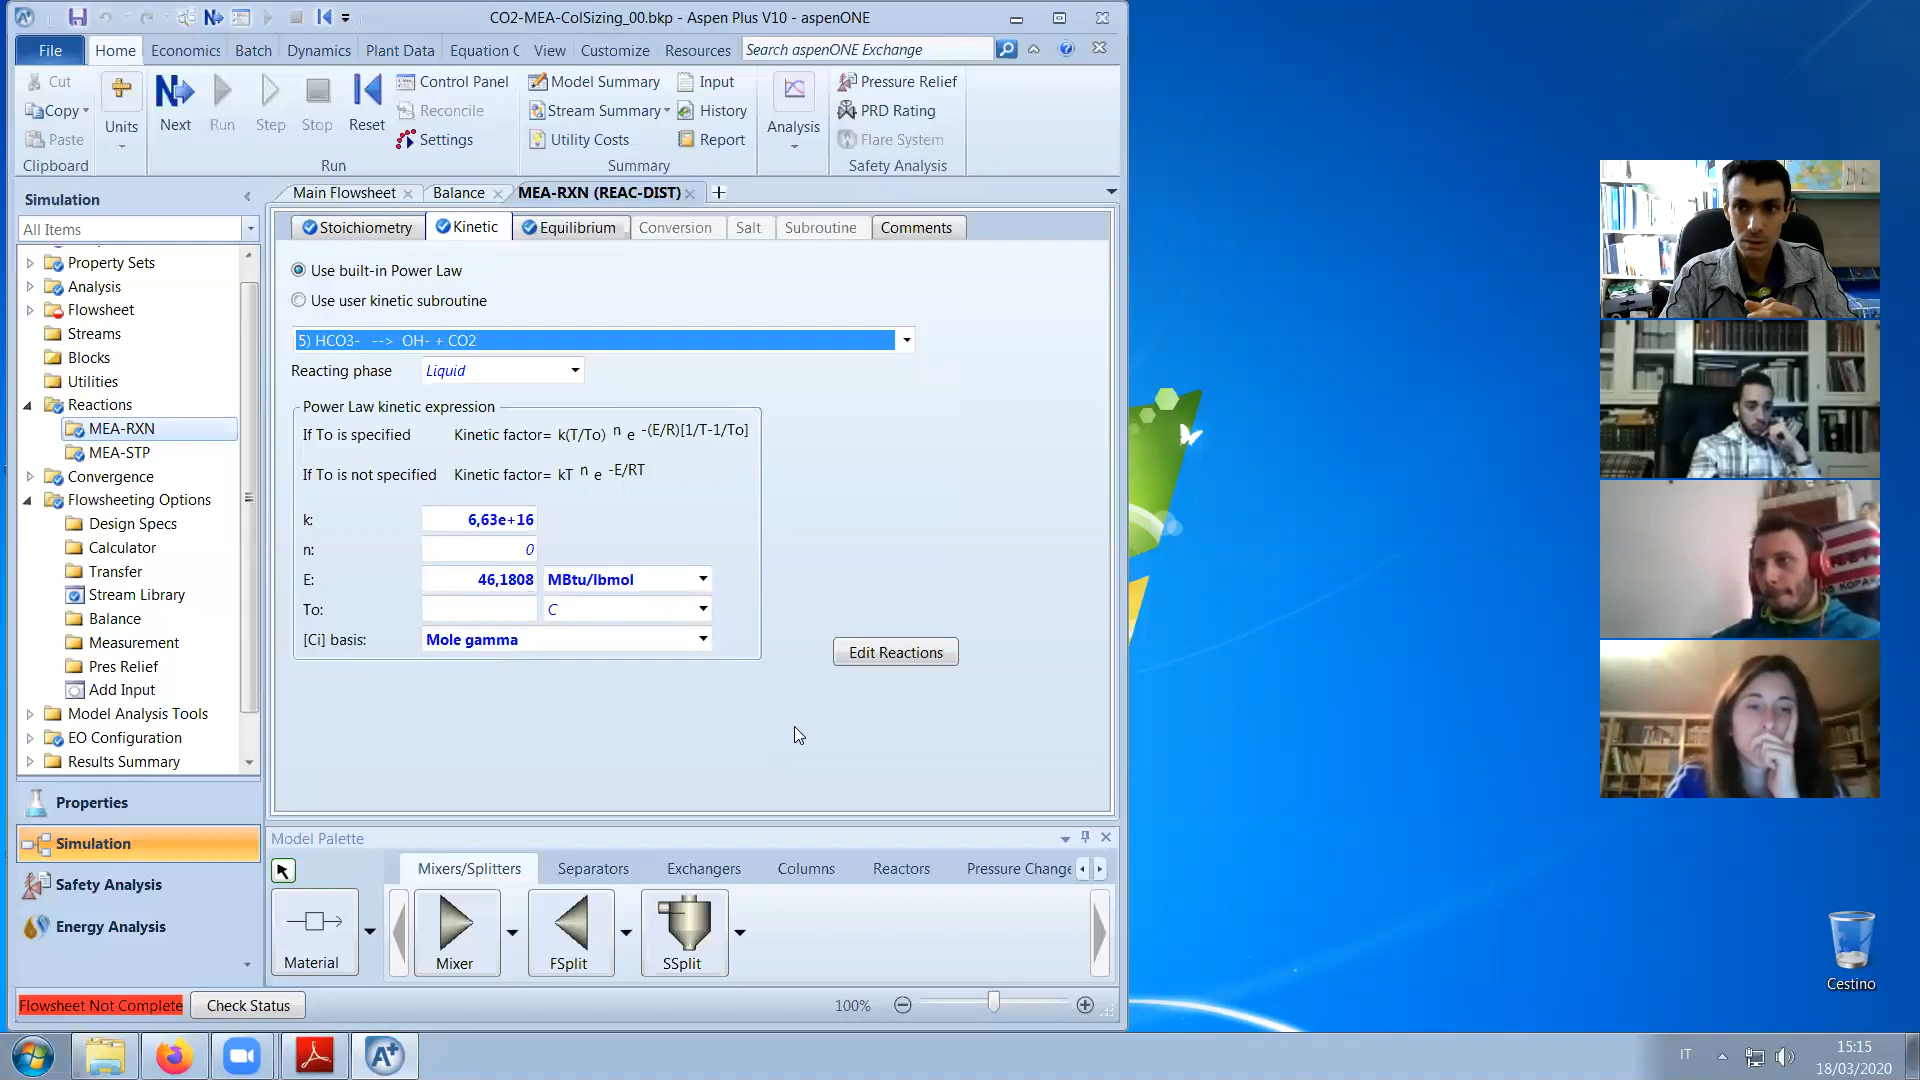 CO2-MEA-ColSizing_00.bkp - Aspen Plus V10 - aspenONE
File Home Economics Batch Dynamics Plant Data Equation C View Customize Resources Search aspenONE Exchange
Cut
Copy
Paste
Clipboard
Units
Next
Run
Step
Stop
Reset
Control Panel
Reconcile
Settings
Run
Model Summary
Stream Summary
Utility Costs
Input
History
Report
Summary
Analysis
Pressure Relief
PRD Rating
Flare System
Safety Analysis
Simulation
All Items
Property Sets
Analysis
Flowsheet
Streams
Blocks
Utilities
Reactions
MEA-RXN
MEA-STP
Convergence
Flowsheeting Options
Design Specs
Calculator
Transfer
Stream Library
Balance
Measurement
Pres Relief
Add Input
Model Analysis Tools
EO Configuration
Results Summary
Properties
Simulation
Safety Analysis
Energy Analysis
Main Flowsheet Balance MEA-RXN (REAC-DIST)
Stoichiometry Kinetic Equilibrium Conversion Salt Subroutine Comments
Use built-in Power Law
Use user kinetic subroutine
5) HCO3- --> OH- + CO2
Reacting phase Liquid
Power Law kinetic expression
If To is specified Kinetic factor= k(T/To) n e -(E/R)[1/T-1/To]
If To is not specified Kinetic factor= kT n e -E/RT
k: 6,63e+16
n: 0
E: 46,1808 MBtu/lbmol
To: C
[Ci] basis: Mole gamma
Edit Reactions
Model Palette
Mixers/Splitters Separators Exchangers Columns Reactors Pressure Change
Material
Mixer
FSplit
SSplit
Flowsheet Not Complete Check Status 100%
Cestino
IT
15:15
18/03/2020